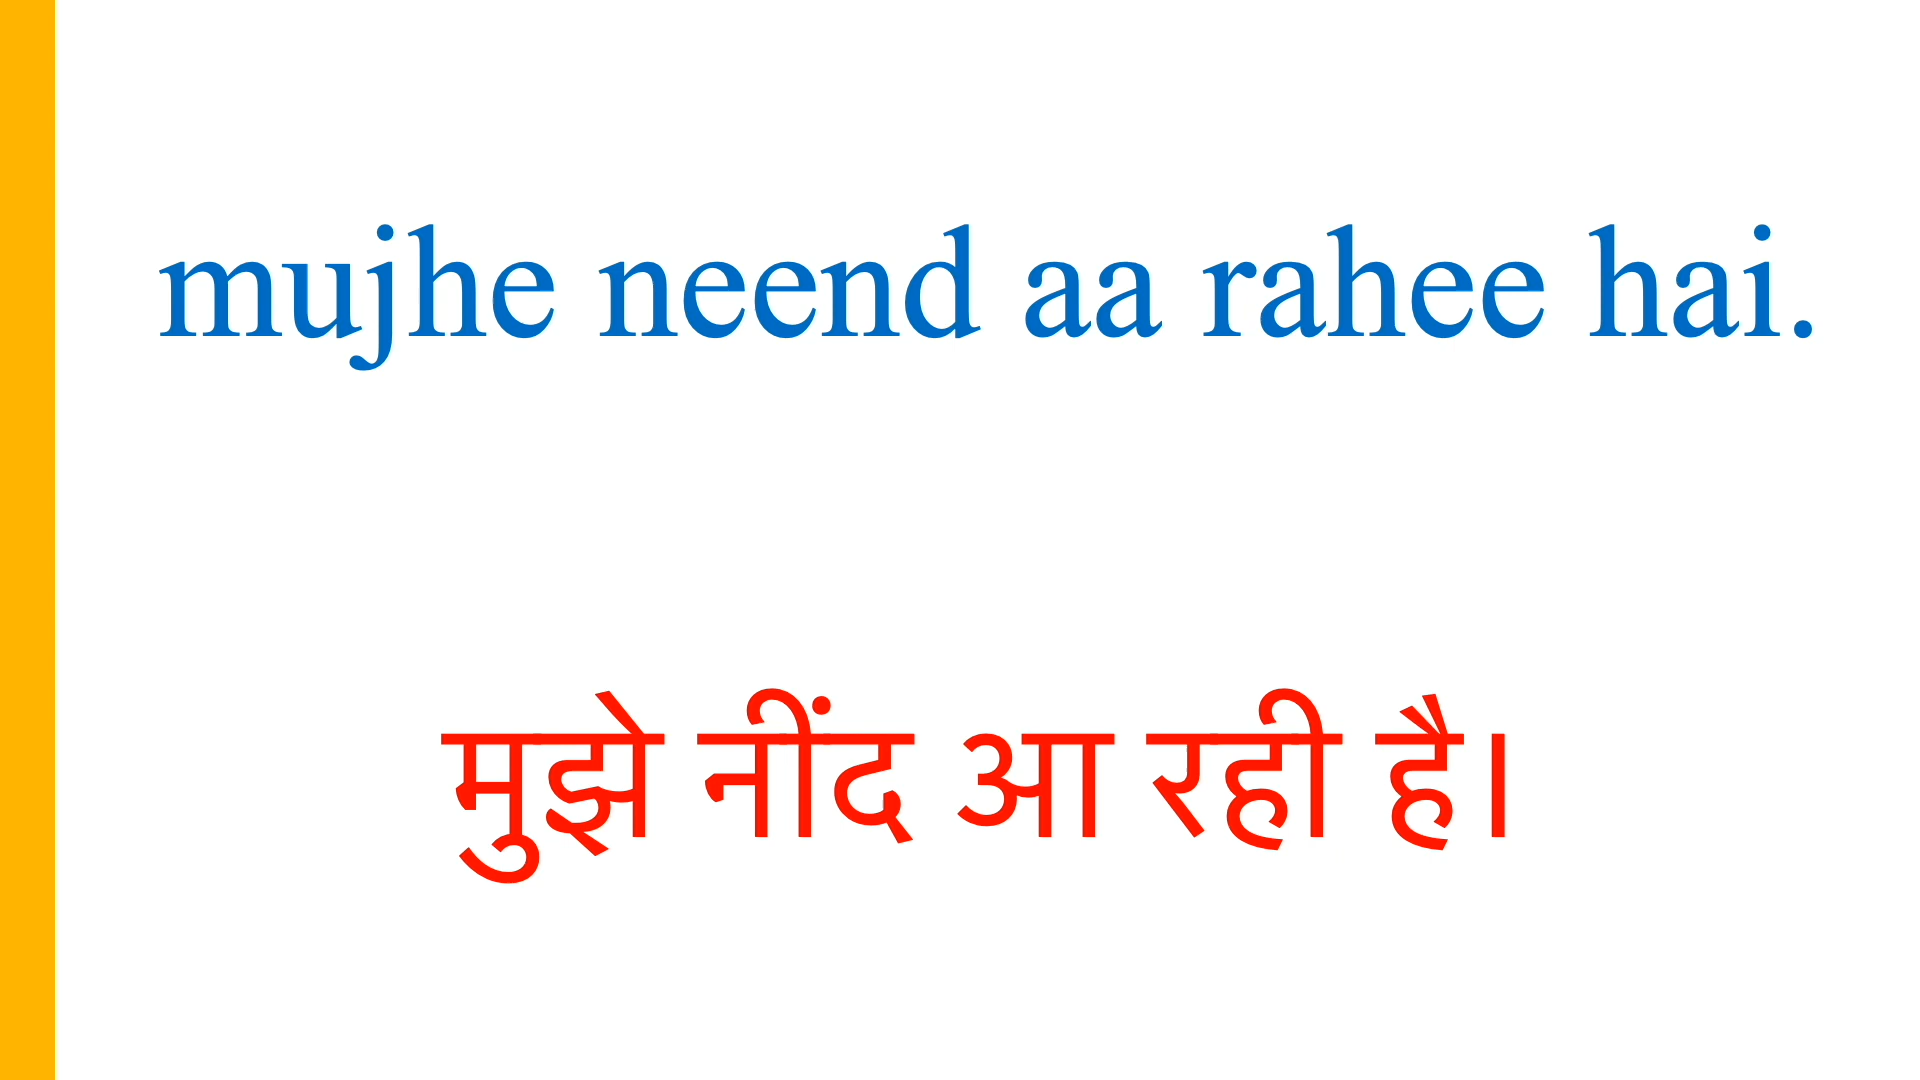 mujhe neend aa rahee hai.
मुझे नींद आ रही है।